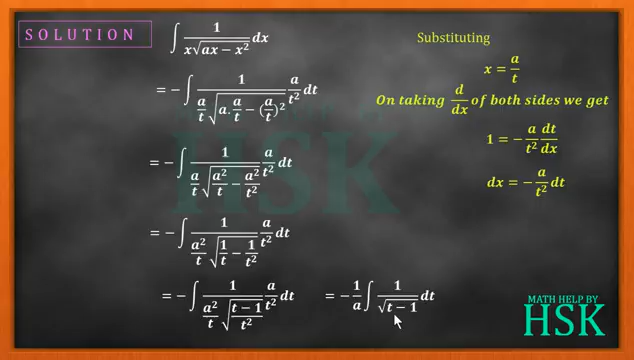 SOLUTION
∫ 1/(x√(ax − x²)) dx
= −∫ 1/((a/t)√(a.(a/t) − (a/t)²)) (a/t²) dt
= −∫ 1/((a/t)√(a²/t − a²/t²)) (a/t²) dt
= −∫ 1/((a²/t)√(1/t − 1/t²)) (a/t²) dt
= −∫ 1/((a²/t)√((t − 1)/t²)) (a/t²) dt = −(1/a)∫ 1/√(t − 1) dt
Substituting
x = a/t
On taking d/dx of both sides we get
1 = −(a/t²)(dt/dx)
dx = −(a/t²) dt
HSK
MATH HELP BY
HSK